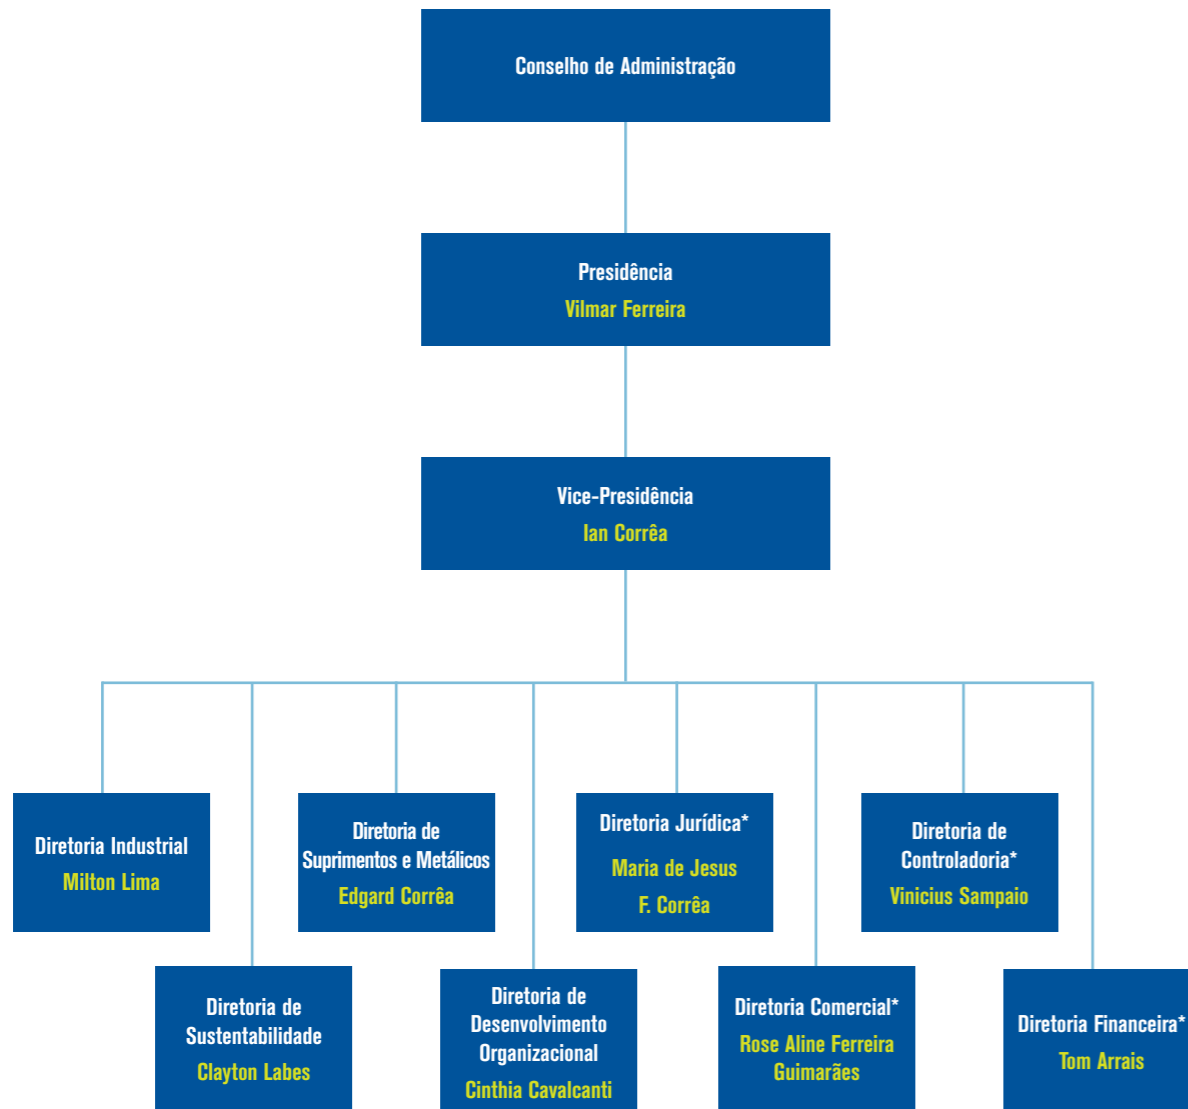 Conselho de Administração
Presidência
Vilmar Ferreira
Vice-Presidência
Ian Corrêa
Diretoria Industrial
Milton Lima
Diretoria de
Suprimentos e Metálicos
Edgard Corrêa
Diretoria Jurídica*
Maria de Jesus
F. Corrêa
Diretoria de
Controladoria*
Vinicius Sampaio
Diretoria de
Sustentabilidade
Clayton Labes
Diretoria de
Desenvolvimento
Organizacional
Cinthia Cavalcanti
Diretoria Comercial*
Rose Aline Ferreira
Guimarães
Diretoria Financeira*
Tom Arrais